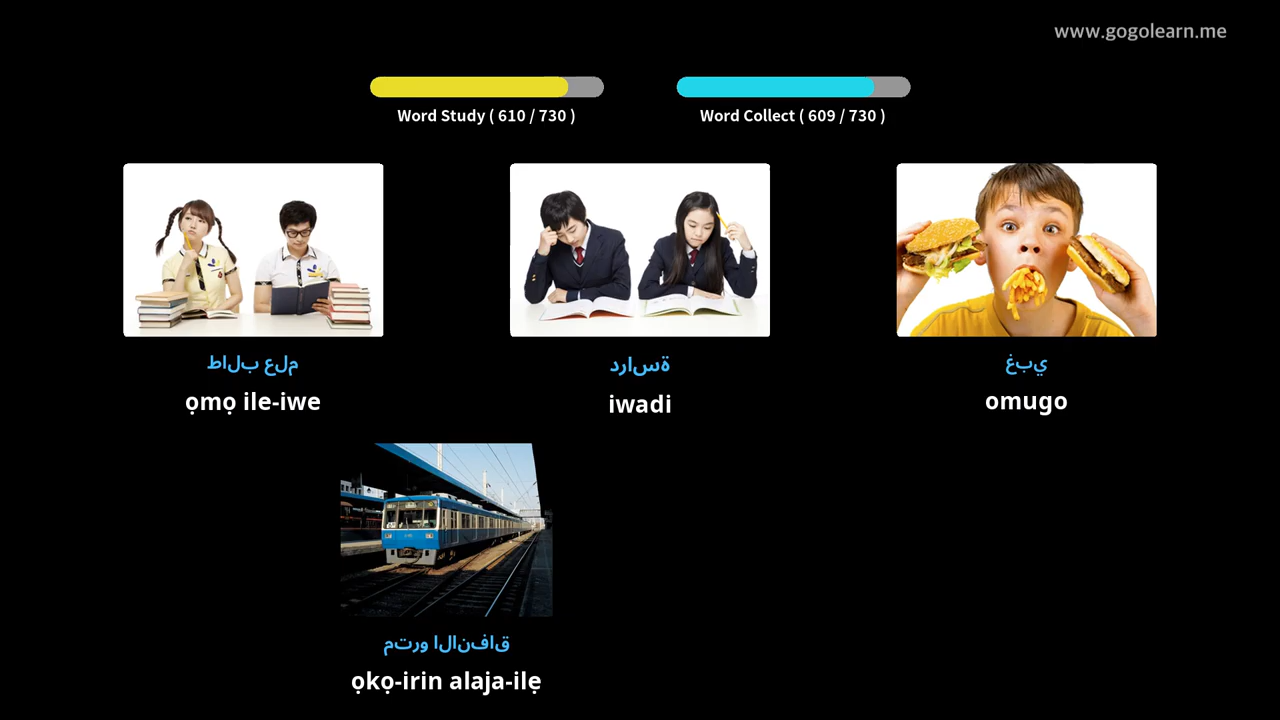 www.gogolearn.me
Word Study ( 610 / 730 )
Word Collect ( 609 / 730 )
طالب علم
دراسة
غبي
ọmọ ile-iwe
iwadi
omugo
مترو الانفاق
ọkọ-irin alaja-ilẹ